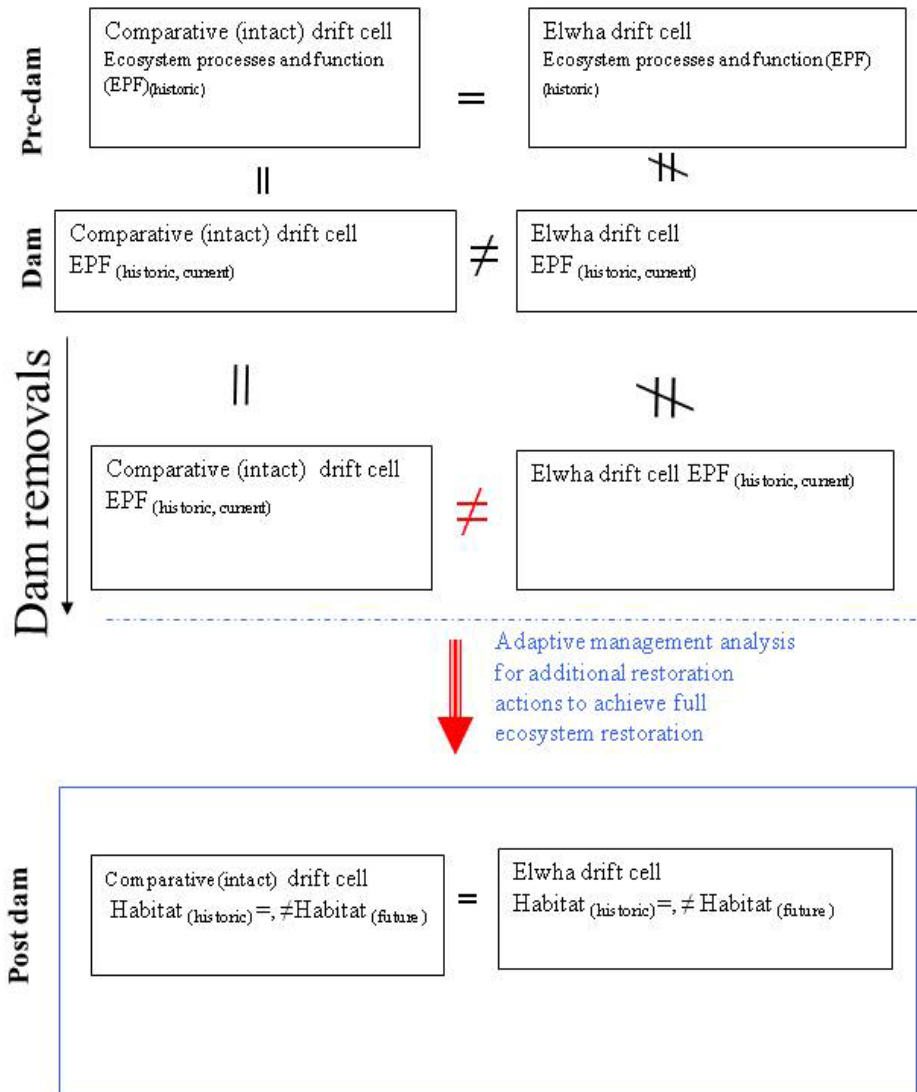 Pre-dam
Comparative (intact) drift cell
Ecosystem processes and function
(EPF)(historic)
=
Elwha drift cell
Ecosystem processes and function (EPF)
(historic)
||
≠
Dam
Comparative (intact) drift cell
EPF (historic, current)
≠
Elwha drift cell
EPF (historic, current)
Dam removals
||
≠
Comparative (intact) drift cell
EPF (historic, current)
≠
Elwha drift cell EPF (historic, current)
Adaptive management analysis
for additional restoration
actions to achieve full
ecosystem restoration
Post dam
Comparative (intact) drift cell
Habitat (historic) =, ≠ Habitat (future)
=
Elwha drift cell
Habitat (historic) =, ≠ Habitat (future)